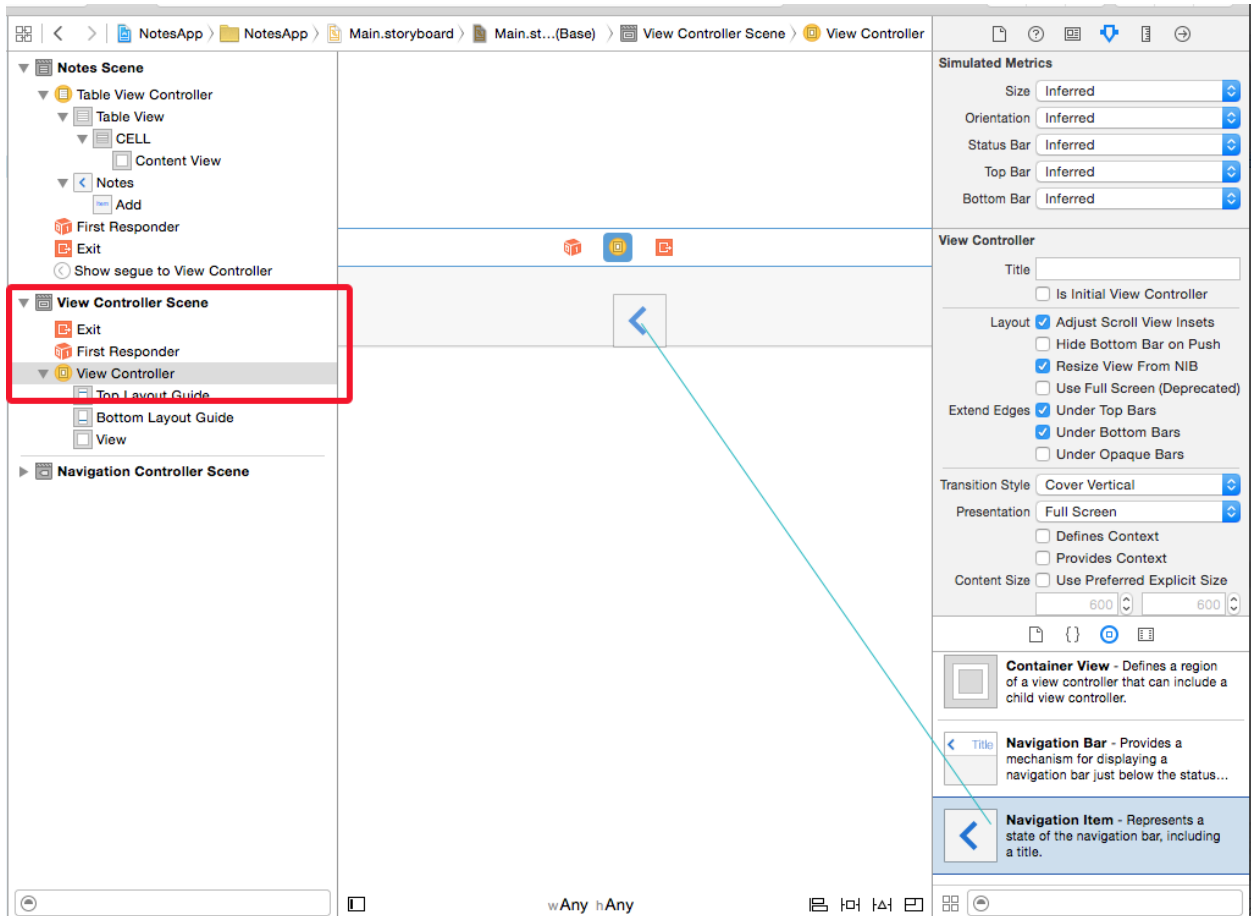 NotesApp
NotesApp
Main.storyboard
Main.st...(Base)
View Controller Scene
View Controller
Notes Scene
Table View Controller
Table View
CELL
Content View
Notes
Item
Add
First Responder
Exit
Show segue to View Controller
View Controller Scene
Exit
First Responder
View Controller
Top Layout Guide
Bottom Layout Guide
View
Navigation Controller Scene
wAny hAny
Simulated Metrics
Size Inferred
Orientation Inferred
Status Bar Inferred
Top Bar Inferred
Bottom Bar Inferred
View Controller
Title
Is Initial View Controller
Layout Adjust Scroll View Insets
Hide Bottom Bar on Push
Resize View From NIB
Use Full Screen (Deprecated)
Extend Edges Under Top Bars
Under Bottom Bars
Under Opaque Bars
Transition Style Cover Vertical
Presentation Full Screen
Defines Context
Provides Context
Content Size Use Preferred Explicit Size
600 600
{}
Container View - Defines a region
of a view controller that can include a
child view controller.
Title
Navigation Bar - Provides a
mechanism for displaying a
navigation bar just below the status...
Navigation Item - Represents a
state of the navigation bar, including
a title.